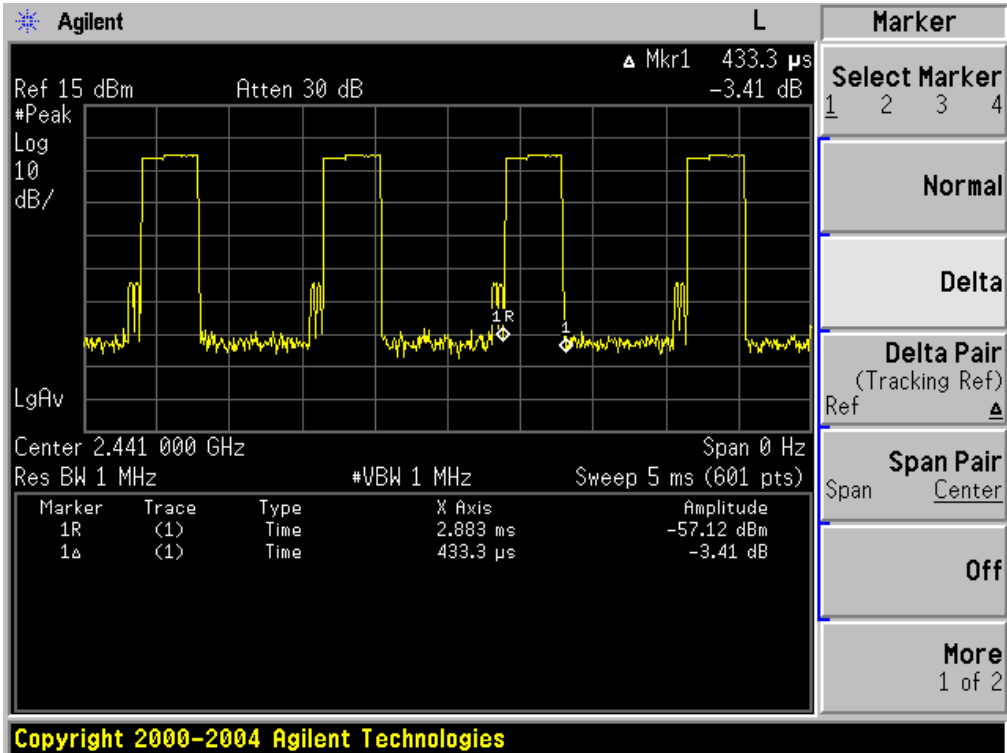 Agilent L
Δ Mkr1 433.3 µs
Ref 15 dBm Atten 30 dB -3.41 dB
#Peak
Log
10
dB/
1R
1
LgAv
Center 2.441 000 GHz Span 0 Hz
Res BW 1 MHz #VBW 1 MHz Sweep 5 ms (601 pts)
Marker Trace Type X Axis Amplitude
1R (1) Time 2.883 ms -57.12 dBm
1Δ (1) Time 433.3 µs -3.41 dB
Marker
Select Marker
1 2 3 4
Normal
Delta
Delta Pair
(Tracking Ref)
Ref Δ
Span Pair
Span Center
Off
More
1 of 2
Copyright 2000-2004 Agilent Technologies